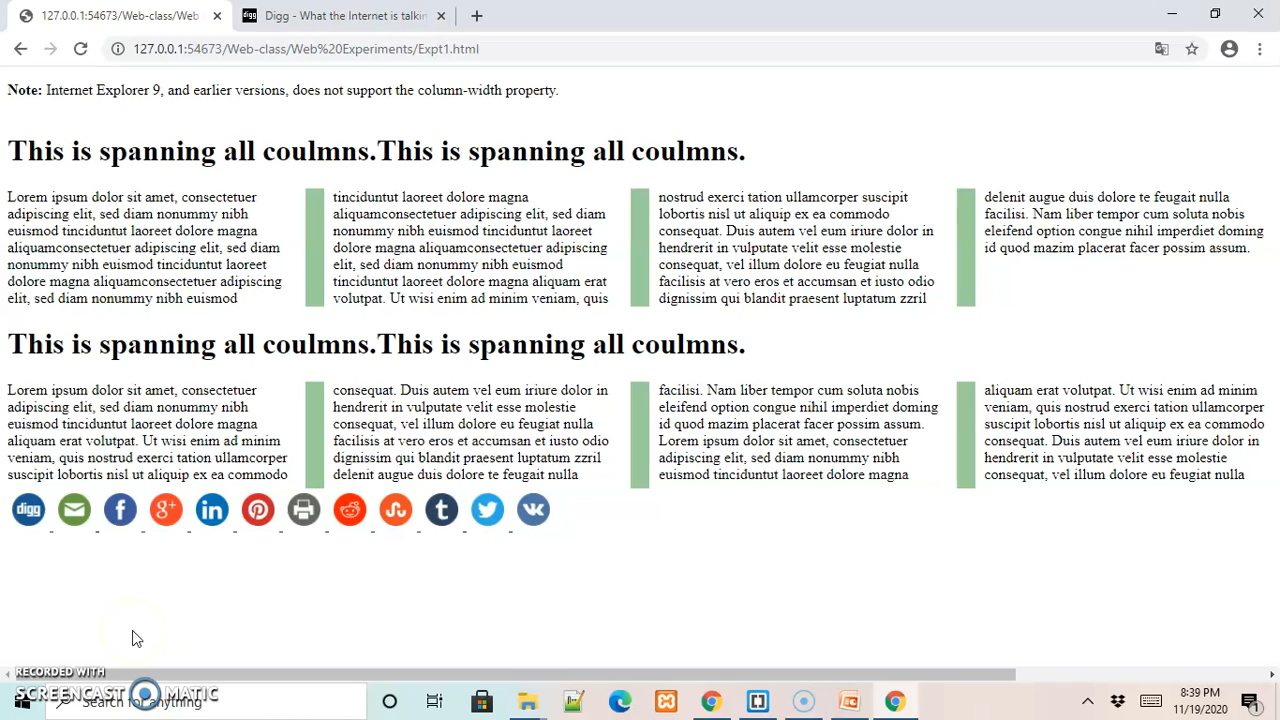 127.0.0.1:54673/Web-class/Web
Digg - What the Internet is talkin
127.0.0.1:54673/Web-class/Web%20Experiments/Expt1.html
Note: Internet Explorer 9, and earlier versions, does not support the column-width property.
This is spanning all coulmns.This is spanning all coulmns.
Lorem ipsum dolor sit amet, consectetuer
adipiscing elit, sed diam nonummy nibh
euismod tinciduntut laoreet dolore magna
aliquamconsectetuer adipiscing elit, sed diam
nonummy nibh euismod tinciduntut laoreet
dolore magna aliquamconsectetuer adipiscing
elit, sed diam nonummy nibh euismod
tinciduntut laoreet dolore magna
aliquamconsectetuer adipiscing elit, sed diam
nonummy nibh euismod tinciduntut laoreet
dolore magna aliquamconsectetuer adipiscing
elit, sed diam nonummy nibh euismod
tinciduntut laoreet dolore magna aliquam erat
volutpat. Ut wisi enim ad minim veniam, quis
nostrud exerci tation ullamcorper suscipit
lobortis nisl ut aliquip ex ea commodo
consequat. Duis autem vel eum iriure dolor in
hendrerit in vulputate velit esse molestie
consequat, vel illum dolore eu feugiat nulla
facilisis at vero eros et accumsan et iusto odio
dignissim qui blandit praesent luptatum zzril
delenit augue duis dolore te feugait nulla
facilisi. Nam liber tempor cum soluta nobis
eleifend option congue nihil imperdiet doming
id quod mazim placerat facer possim assum.
This is spanning all coulmns.This is spanning all coulmns.
Lorem ipsum dolor sit amet, consectetuer
adipiscing elit, sed diam nonummy nibh
euismod tinciduntut laoreet dolore magna
aliquam erat volutpat. Ut wisi enim ad minim
veniam, quis nostrud exerci tation ullamcorper
suscipit lobortis nisl ut aliquip ex ea commodo
consequat. Duis autem vel eum iriure dolor in
hendrerit in vulputate velit esse molestie
consequat, vel illum dolore eu feugiat nulla
facilisis at vero eros et accumsan et iusto odio
dignissim qui blandit praesent luptatum zzril
delenit augue duis dolore te feugait nulla
facilisi. Nam liber tempor cum soluta nobis
eleifend option congue nihil imperdiet doming
id quod mazim placerat facer possim assum.
Lorem ipsum dolor sit amet, consectetuer
adipiscing elit, sed diam nonummy nibh
euismod tinciduntut laoreet dolore magna
aliquam erat volutpat. Ut wisi enim ad minim
veniam, quis nostrud exerci tation ullamcorper
suscipit lobortis nisl ut aliquip ex ea commodo
consequat. Duis autem vel eum iriure dolor in
hendrerit in vulputate velit esse molestie
consequat, vel illum dolore eu feugiat nulla
digg
RECORDED WITH
SCREENCAST MATIC
Search for anything
8:39 PM
11/19/2020